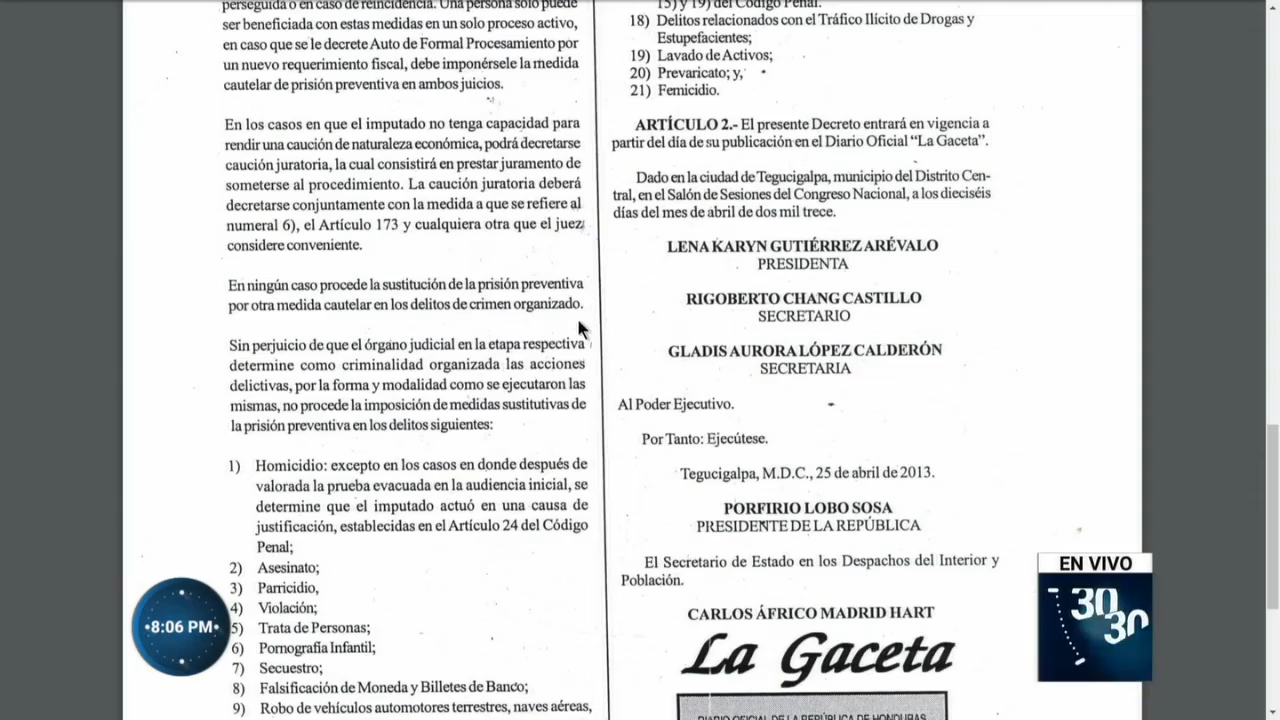 perseguida o en caso de reincidencia. Una persona sólo puede
ser beneficiada con estas medidas en un solo proceso activo,
en caso que se le decrete Auto de Formal Procesamiento por
un nuevo requerimiento fiscal, debe imponérsele la medida
cautelar de prisión preventiva en ambos juicios.
En los casos en que el imputado no tenga capacidad para
rendir una caución de naturaleza económica, podrá decretarse
caución juratoria, la cual consistirá en prestar juramento de
someterse al procedimiento. La caución juratoria deberá
decretarse conjuntamente con la medida a que se refiere al
numeral 6), el Artículo 173 y cualquiera otra que el juez
considere conveniente.
En ningún caso procede la sustitución de la prisión preventiva
por otra medida cautelar en los delitos de crimen organizado.
Sin perjuicio de que el órgano judicial en la etapa respectiva
determine como criminalidad organizada las acciones
delictivas, por la forma y modalidad como se ejecutaron las
mismas, no procede la imposición de medidas sustitutivas de
la prisión preventiva en los delitos siguientes:
1) Homicidio: excepto en los casos en donde después de
valorada la prueba evacuada en la audiencia inicial, se
determine que el imputado actuó en una causa de
justificación, establecidas en el Artículo 24 del Código
Penal;
2) Asesinato;
3) Parricidio,
4) Violación;
5) Trata de Personas;
6) Pornografía Infantil;
7) Secuestro;
8) Falsificación de Moneda y Billetes de Banco;
9) Robo de vehículos automotores terrestres, naves aéreas,
15) y 19) del Código Penal.
18) Delitos relacionados con el Tráfico Ilícito de Drogas y
Estupefacientes;
19) Lavado de Activos;
20) Prevaricato; y,
21) Femicidio.
ARTÍCULO 2.- El presente Decreto entrará en vigencia a
partir del día de su publicación en el Diario Oficial “La Gaceta”.
Dado en la ciudad de Tegucigalpa, municipio del Distrito Cen-
tral, en el Salón de Sesiones del Congreso Nacional, a los dieciséis
días del mes de abril de dos mil trece.
LENA KARYN GUTIÉRREZ ARÉVALO
PRESIDENTA
RIGOBERTO CHANG CASTILLO
SECRETARIO
GLADIS AURORA LÓPEZ CALDERÓN
SECRETARIA
Al Poder Ejecutivo.
Por Tanto: Ejecútese.
Tegucigalpa, M.D.C., 25 de abril de 2013.
PORFIRIO LOBO SOSA
PRESIDENTE DE LA REPÚBLICA
El Secretario de Estado en los Despachos del Interior y
Población.
CARLOS ÁFRICO MADRID HART
La Gaceta
DIARIO OFICIAL DE LA REPUBLICA DE HONDURAS
•8:06 PM•
EN VIVO
30
30